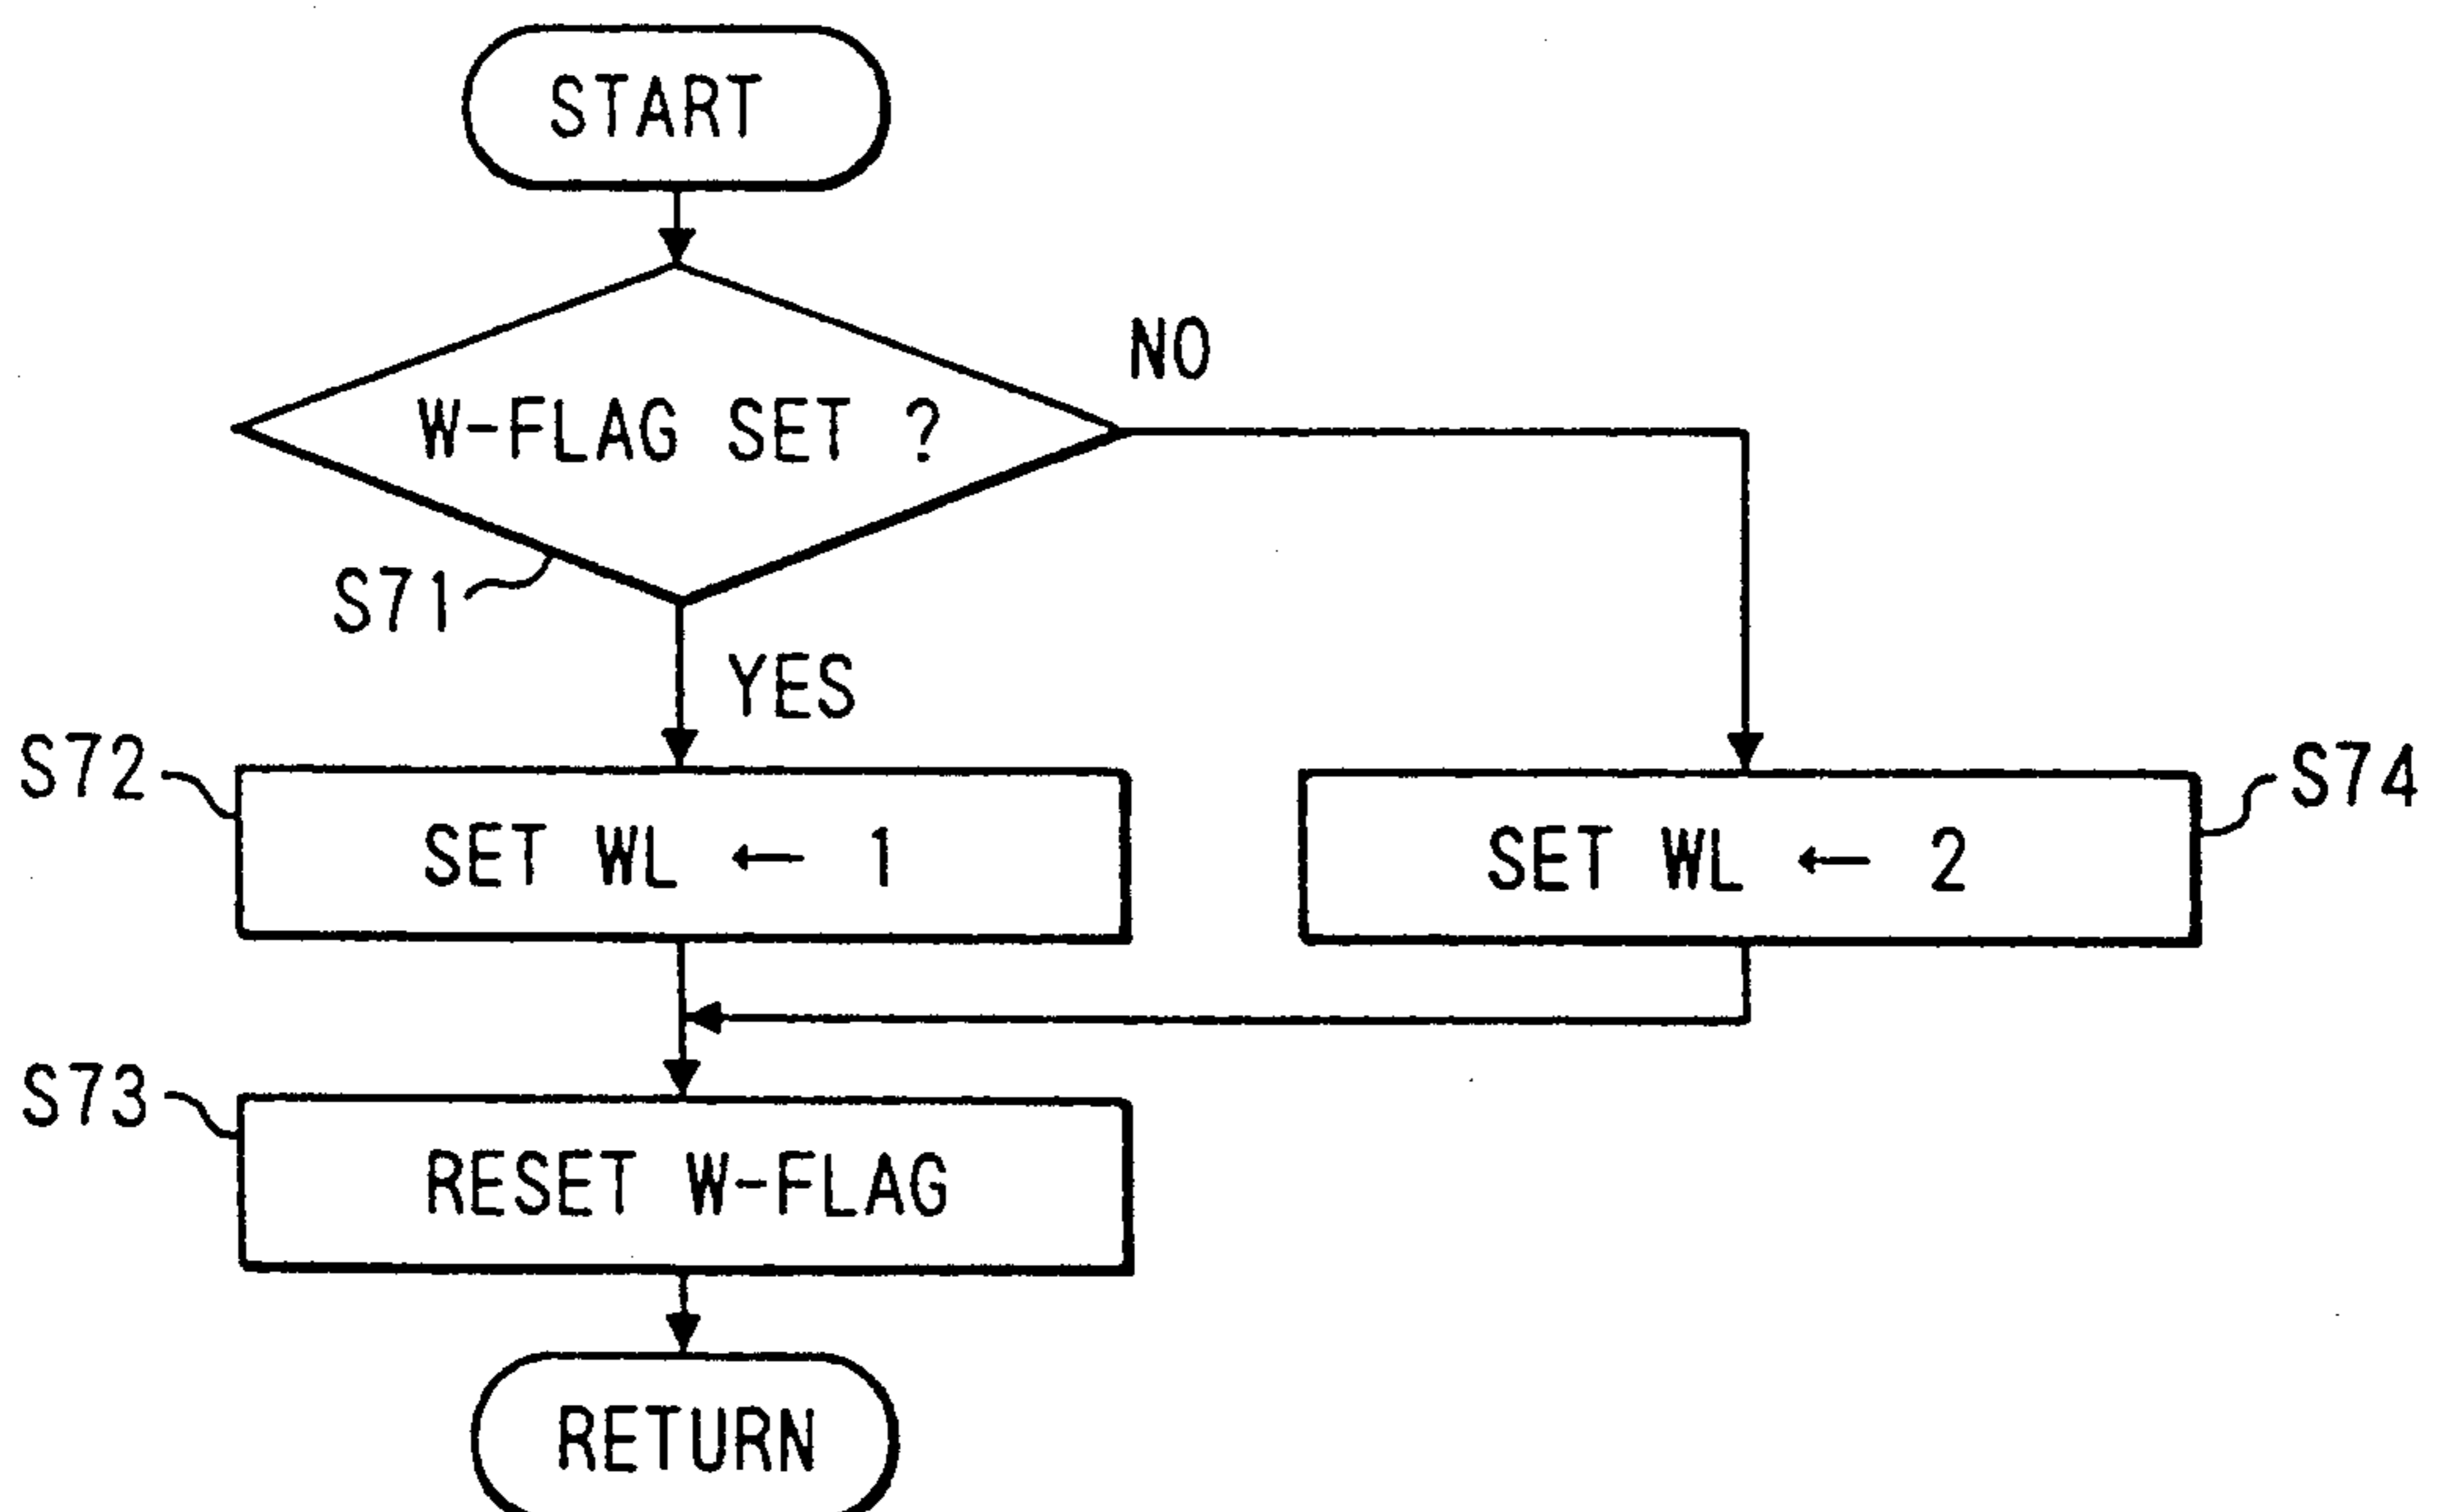 START
W-FLAG SET ?
NO
S71
YES
S72
SET WL ← 1
SET WL ← 2
S74
S73
RESET W-FLAG
RETURN